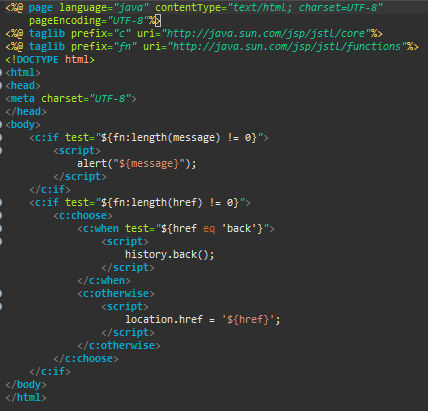 <%@ page language="java" contentType="text/html; charset=UTF-8"
    pageEncoding="UTF-8"%>
<%@ taglib prefix="c" uri="http://java.sun.com/jsp/jstl/core"%>
<%@ taglib prefix="fn" uri="http://java.sun.com/jsp/jstl/functions"%>
<!DOCTYPE html>
<html>
<head>
<meta charset="UTF-8">
</head>
<body>
    <c:if test="${fn:length(message) != 0}">
        <script>
            alert("${message}");
        </script>
    </c:if>
    <c:if test="${fn:length(href) != 0}">
        <c:choose>
            <c:when test="${href eq 'back'}">
                <script>
                    history.back();
                </script>
            </c:when>
            <c:otherwise>
                <script>
                    location.href = '${href}';
                </script>
            </c:otherwise>
        </c:choose>
    </c:if>
</body>
</html>